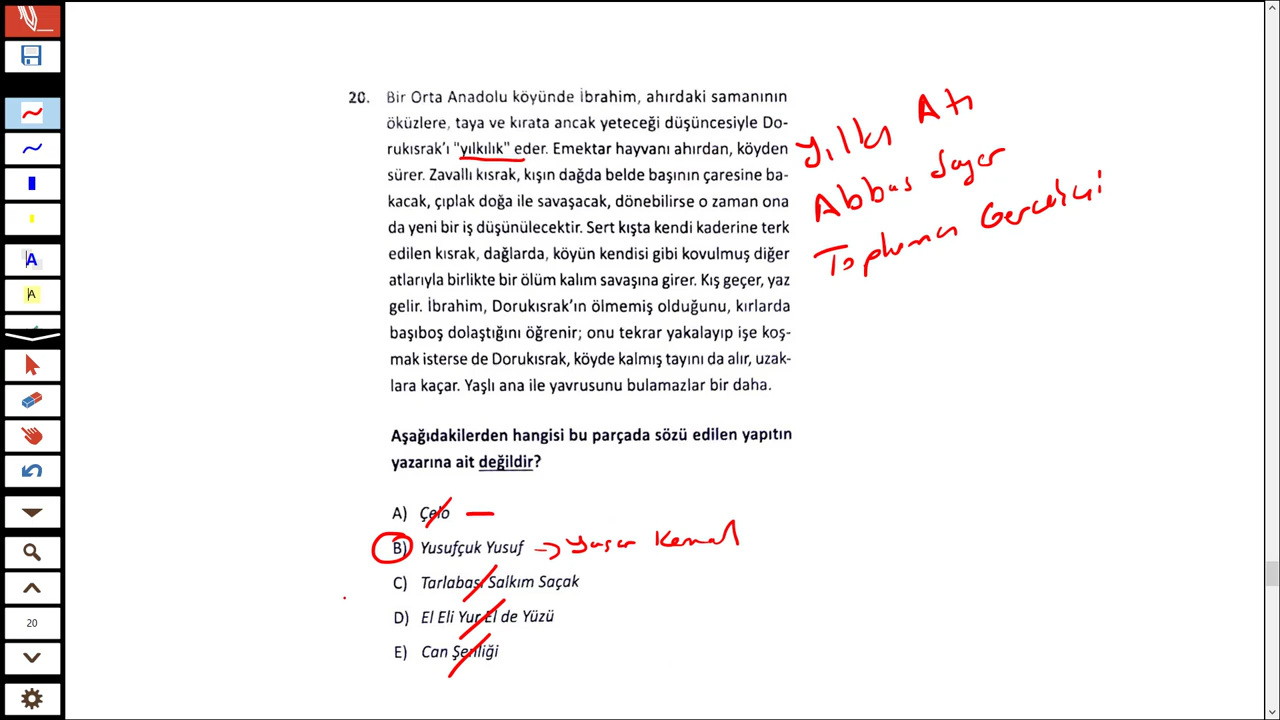 20. Bir Orta Anadolu köyünde İbrahim, ahırdaki samanının
öküzlere, taya ve kırata ancak yeteceği düşüncesiyle Do-
rukısrak'ı "yılkılık" eder. Emektar hayvanı ahırdan, köyden
sürer. Zavallı kısrak, kışın dağda belde başının çaresine ba-
kacak, çıplak doğa ile savaşacak, dönebilirse o zaman ona
da yeni bir iş düşünülecektir. Sert kışta kendi kaderine terk
edilen kısrak, dağlarda, köyün kendisi gibi kovulmuş diğer
atlarıyla birlikte bir ölüm kalım savaşına girer. Kış geçer, yaz
gelir. İbrahim, Dorukısrak'ın ölmemiş olduğunu, kırlarda
başıboş dolaştığını öğrenir; onu tekrar yakalayıp işe koş-
mak isterse de Dorukısrak, köyde kalmış tayını da alır, uzak-
lara kaçar. Yaşlı ana ile yavrusunu bulamazlar bir daha.
Yılkı Atı
Abbas Sayar
Toplumcu Gerçekçi
Aşağıdakilerden hangisi bu parçada sözü edilen yapıtın
yazarına ait değildir?
A) Çelo
B) Yusufçuk Yusuf → Yaşar Kemal
C) Tarlabaşı Salkım Saçak
D) El Eli Yur El de Yüzü
E) Can Şenliği
A
A
20